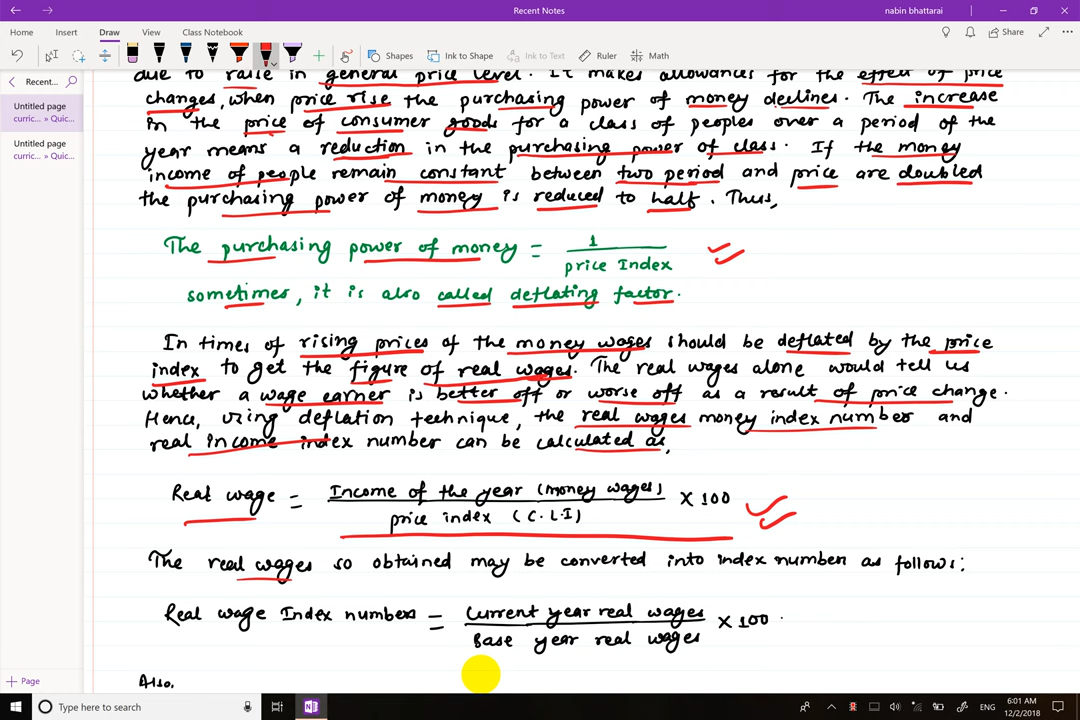 Recent Notes
nabin bhattarai
Home Insert Draw View Class Notebook
Share
Shapes Ink to Shape Ink to Text Ruler Math
Recent...
Untitled page
curric... » Quic...
Untitled page
curric... » Quic...
due to raise in general price level. It makes allowances for the effect of price
changes, when price rise the purchasing power of money declines. The increase
in the price of consumer goods for a class of peoples over a period of the
year means a reduction in the purchasing power of class. If the money
income of people remain constant between two period and price are doubled
the purchasing power of money is reduced to half. Thus,
The purchasing power of money = 1
price Index
sometimes, it is also called deflating factor.
In times of rising prices of the money wages should be deflated by the price
index to get the figure of real wages. The real wages alone would tell us
whether a wage earner is better off or worse off as a result of price change.
Hence, using deflation technique, the real wages money index number and
real income index number can be calculated as,
Real wage = Income of the year (money wages) × 100
price index (C.L.I)
The real wages so obtained may be converted into index number as follows:
Real wage Index numbers = Current year real wages × 100.
Base year real wages
Also,
+ Page
Type here to search
ENG
6:01 AM
12/2/2018